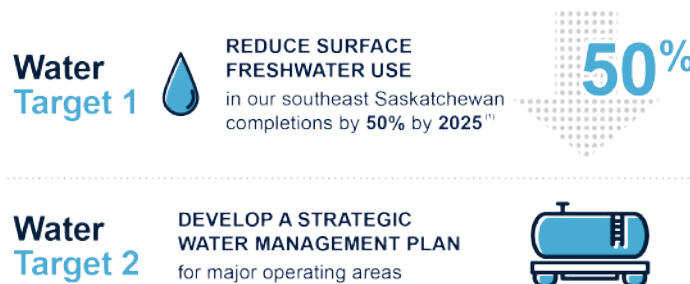 Water
Target 1
REDUCE SURFACE
FRESHWATER USE
in our southeast Saskatchewan
completions by 50% by 2025⁽¹⁾
50%
Water
Target 2
DEVELOP A STRATEGIC
WATER MANAGEMENT PLAN
for major operating areas